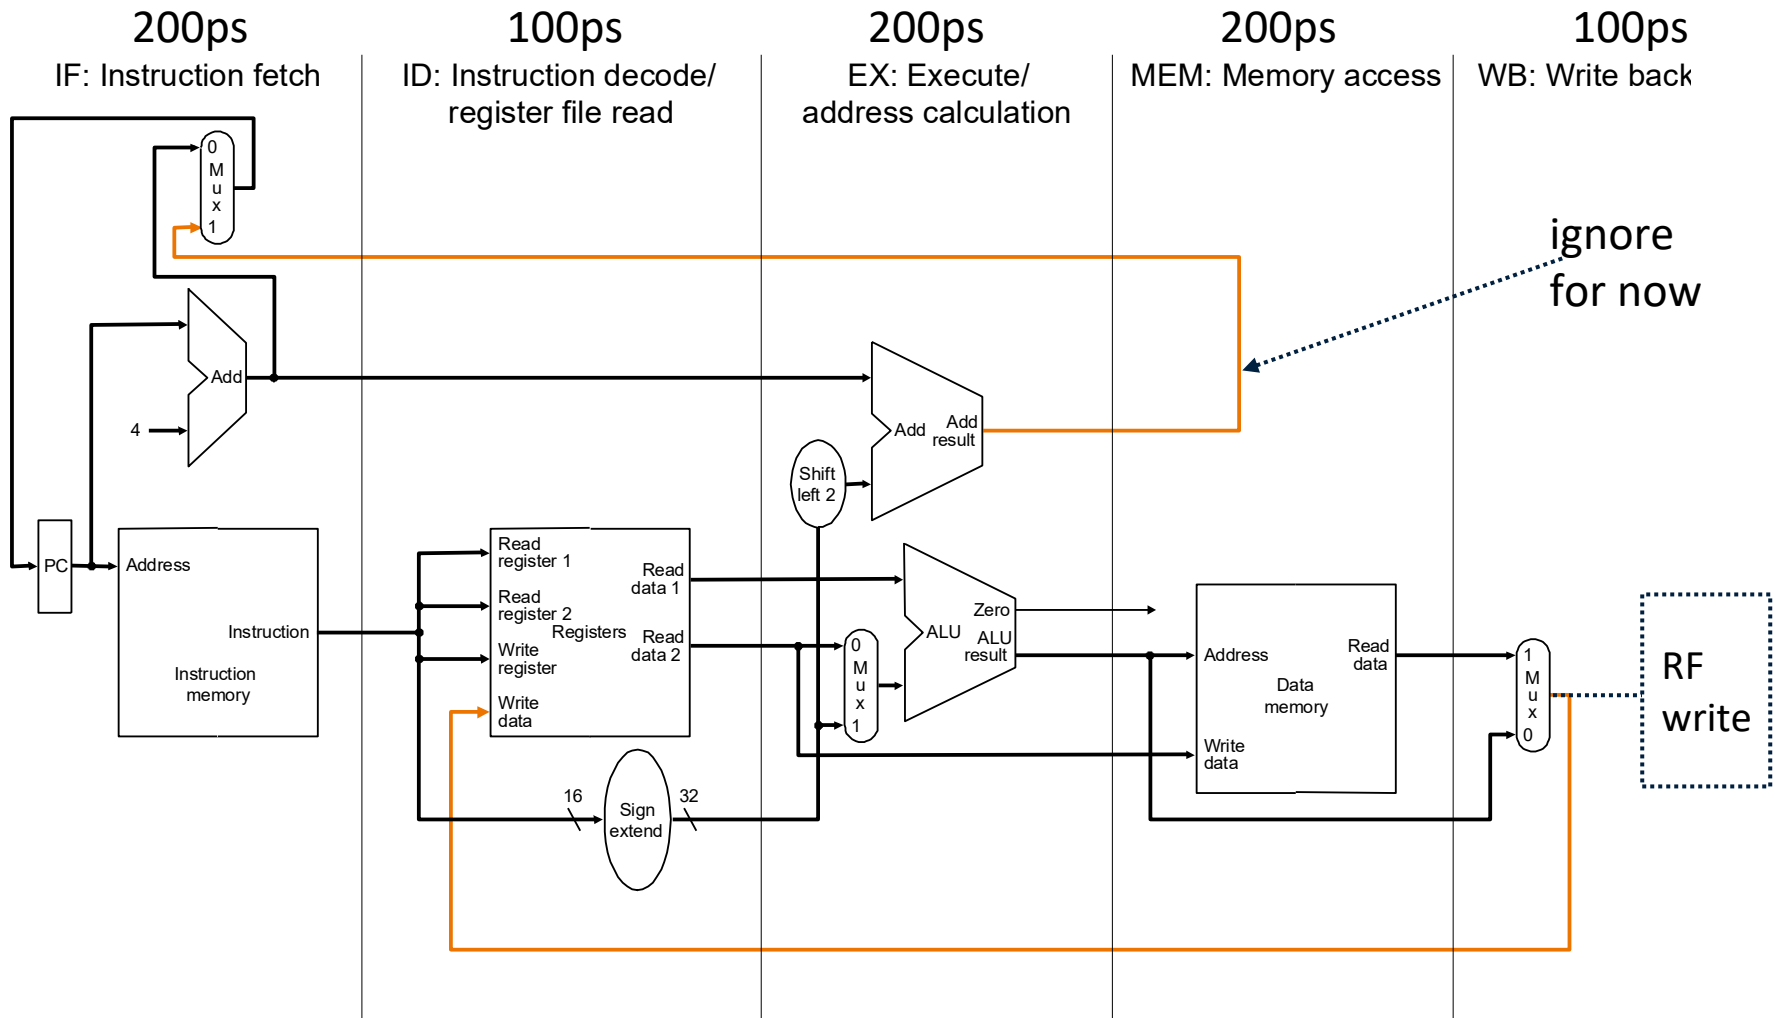 200ps
100ps
200ps
200ps
100ps
IF: Instruction fetch
ID: Instruction decode/
register file read
EX: Execute/
address calculation
MEM: Memory access
WB: Write back
0
M
u
x
1
ignore
for now
Add
4
Add
Add
result
Shift
left 2
PC
Address
Instruction
Instruction
memory
Read
register 1
Read
register 2
Write
register
Write
data
Registers
Read
data 1
Read
data 2
0
M
u
x
1
Zero
ALU
ALU
result
Address
Write
data
Data
memory
Read
data
1
M
u
x
0
RF
write
16
Sign
extend
32